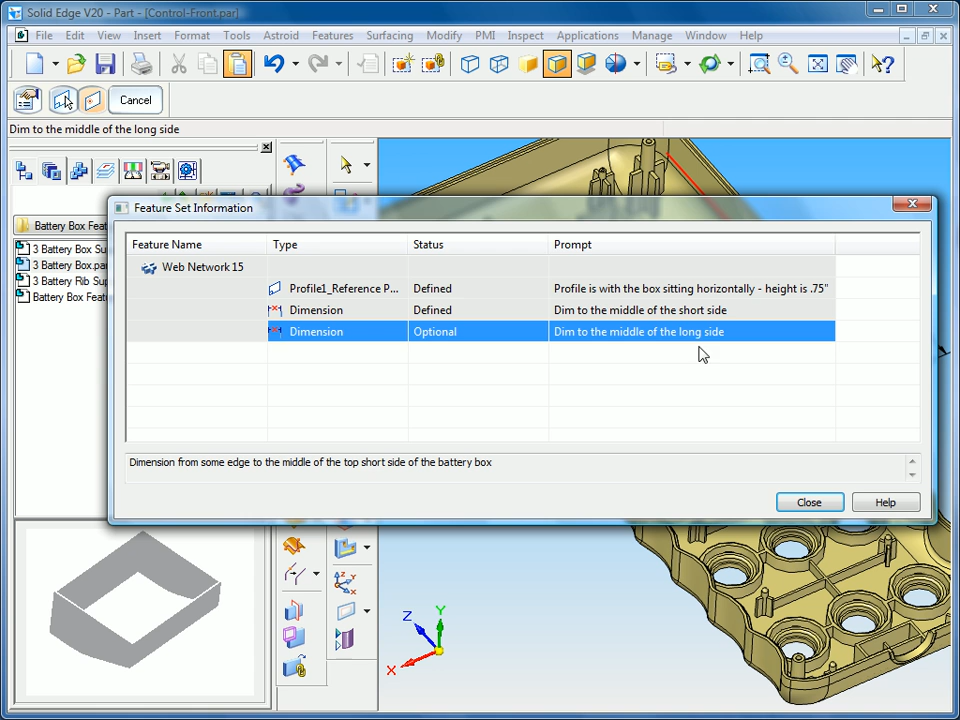 Solid Edge V20 - Part - [Control-Front.par]
File Edit View Insert Format Tools Astroid Features Surfacing Modify PMI Inspect Applications Manage Window Help
Cancel
Dim to the middle of the long side
Feature Set Information
Battery Box Feat
3 Battery Box Su
3 Battery Box.pa
3 Battery Rib Sup
Battery Box Featu
Feature Name Type Status Prompt
Web Network 15
Profile1_Reference P... Defined Profile is with the box sitting horizontally - height is .75"
Dimension Defined Dim to the middle of the short side
Dimension Optional Dim to the middle of the long side
Dimension from some edge to the middle of the top short side of the battery box
Close Help
Z Y
X